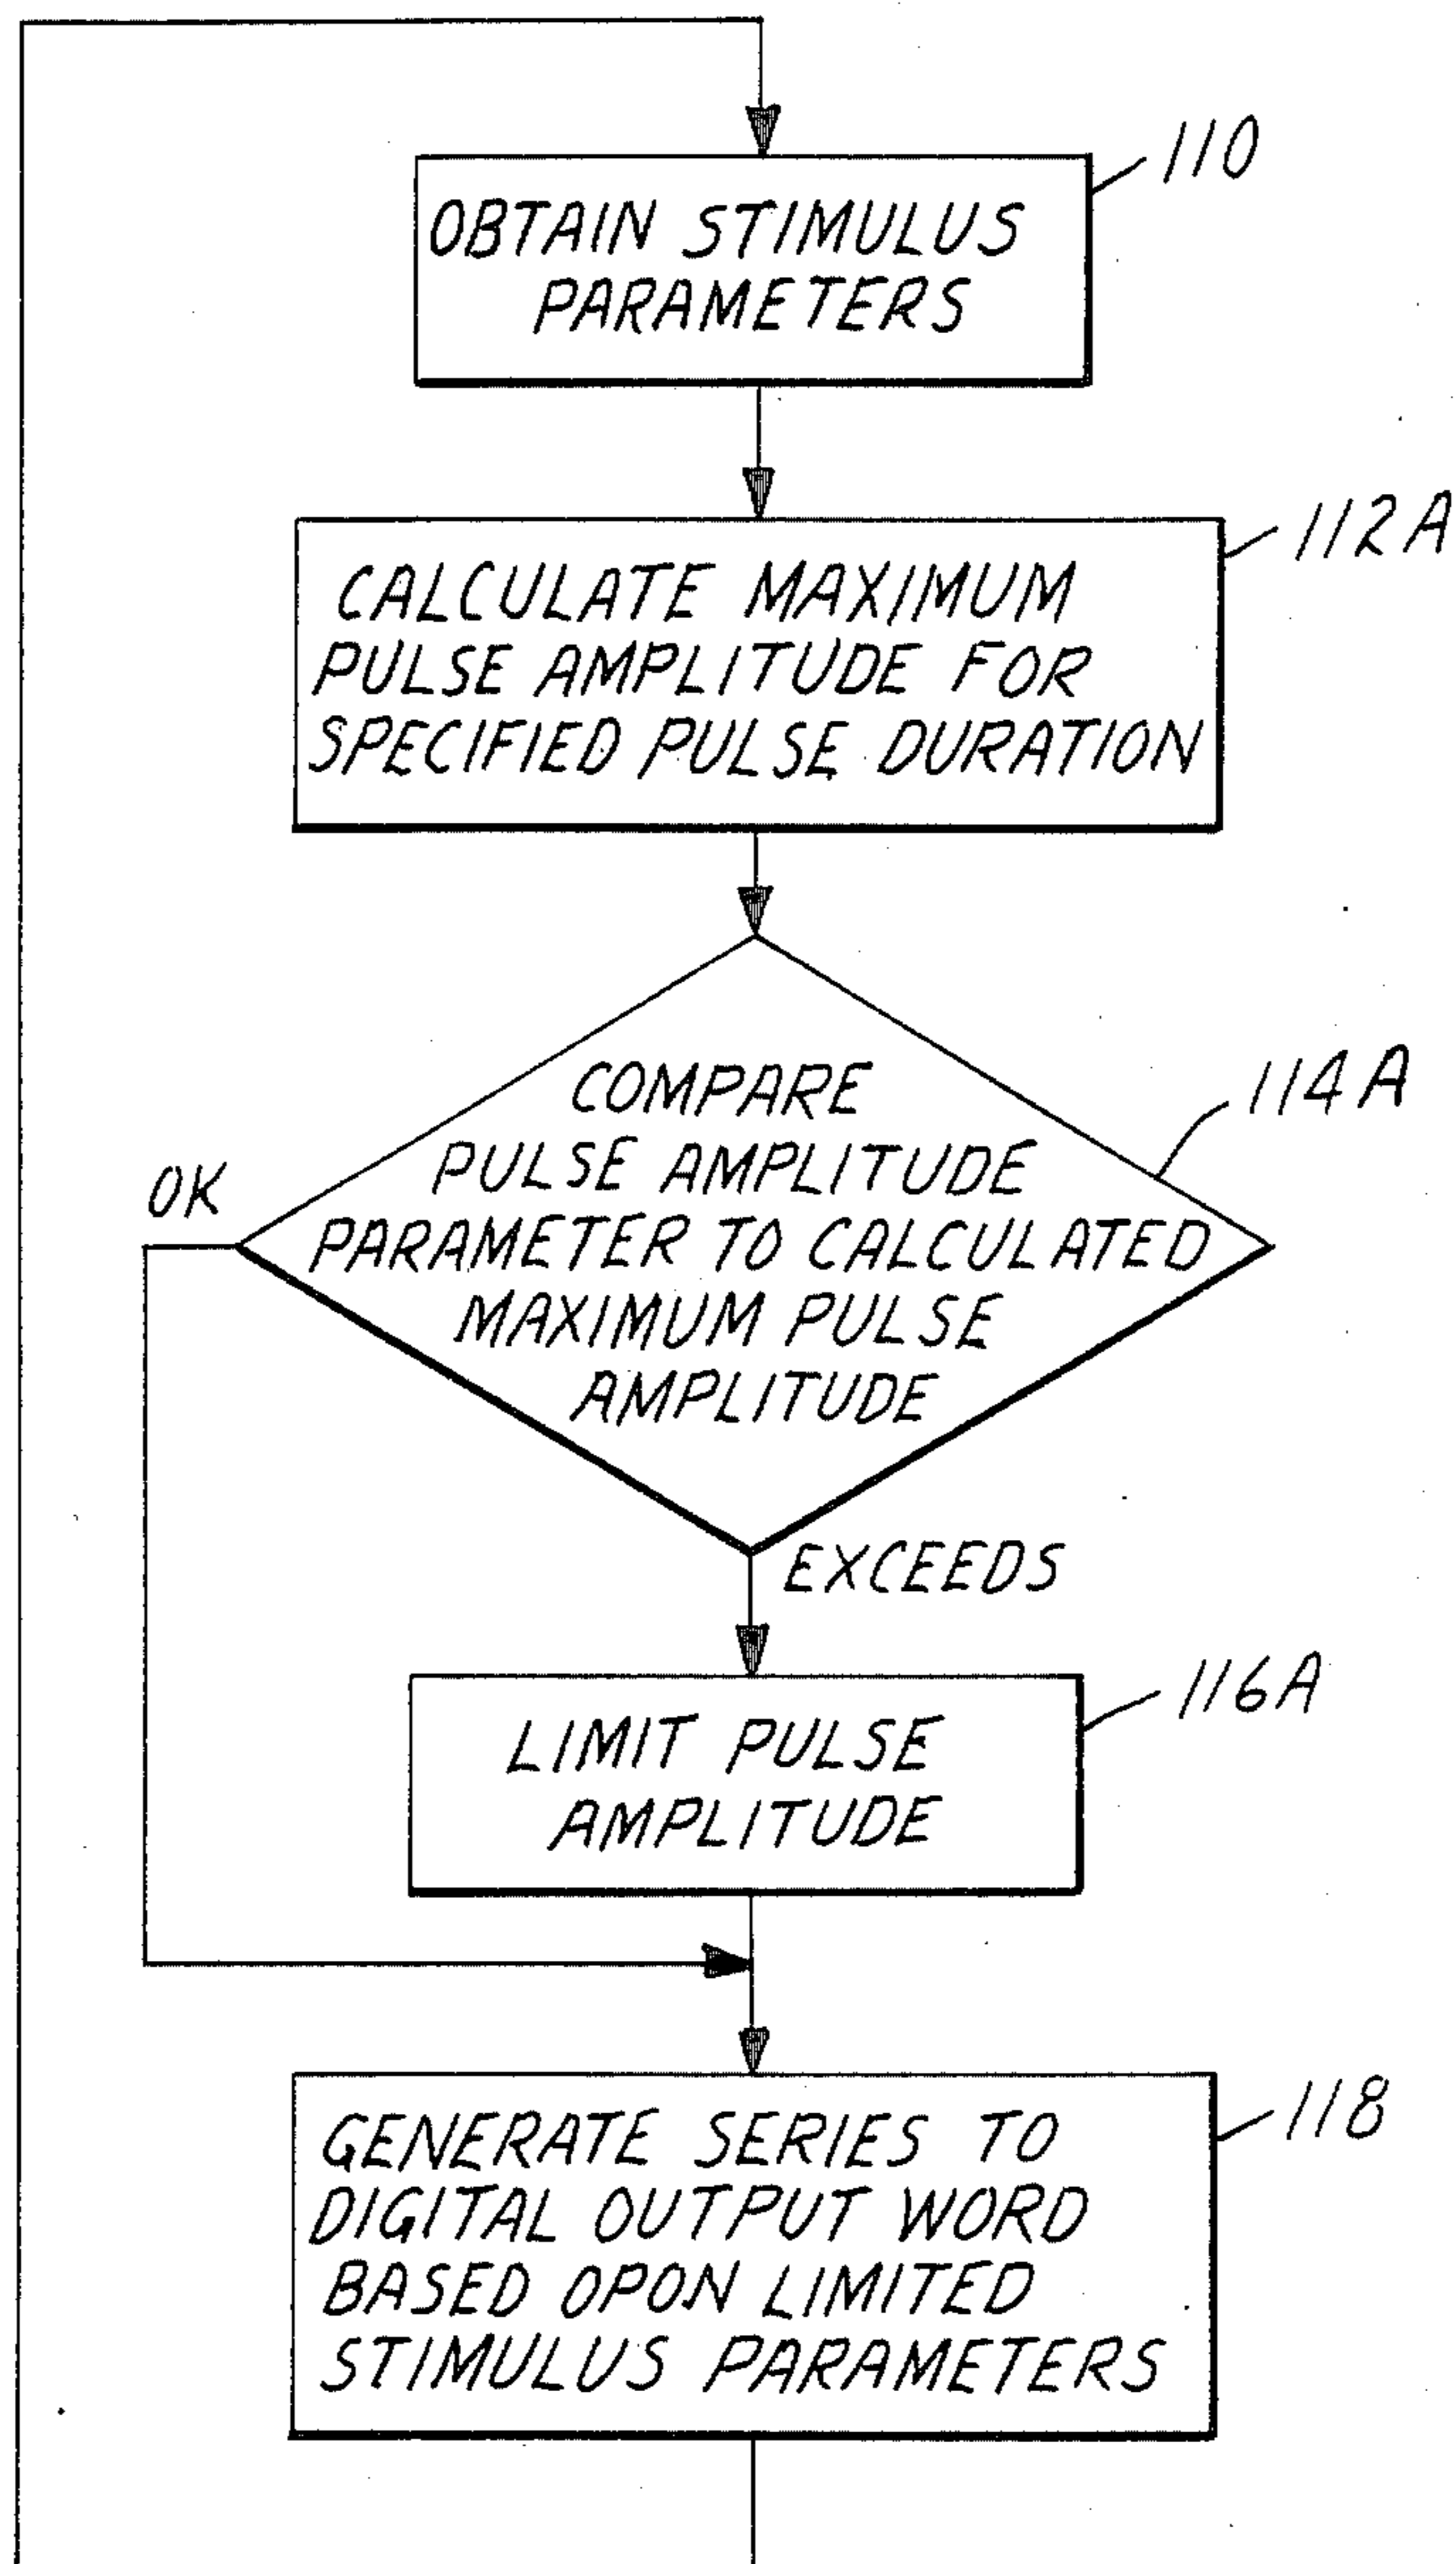 110
OBTAIN STIMULUS
PARAMETERS
112A
CALCULATE MAXIMUM
PULSE AMPLITUDE FOR
SPECIFIED PULSE DURATION
114A
COMPARE
PULSE AMPLITUDE
PARAMETER TO CALCULATED
MAXIMUM PULSE
AMPLITUDE
OK
EXCEEDS
116A
LIMIT PULSE
AMPLITUDE
118
GENERATE SERIES TO
DIGITAL OUTPUT WORD
BASED OPON LIMITED
STIMULUS PARAMETERS